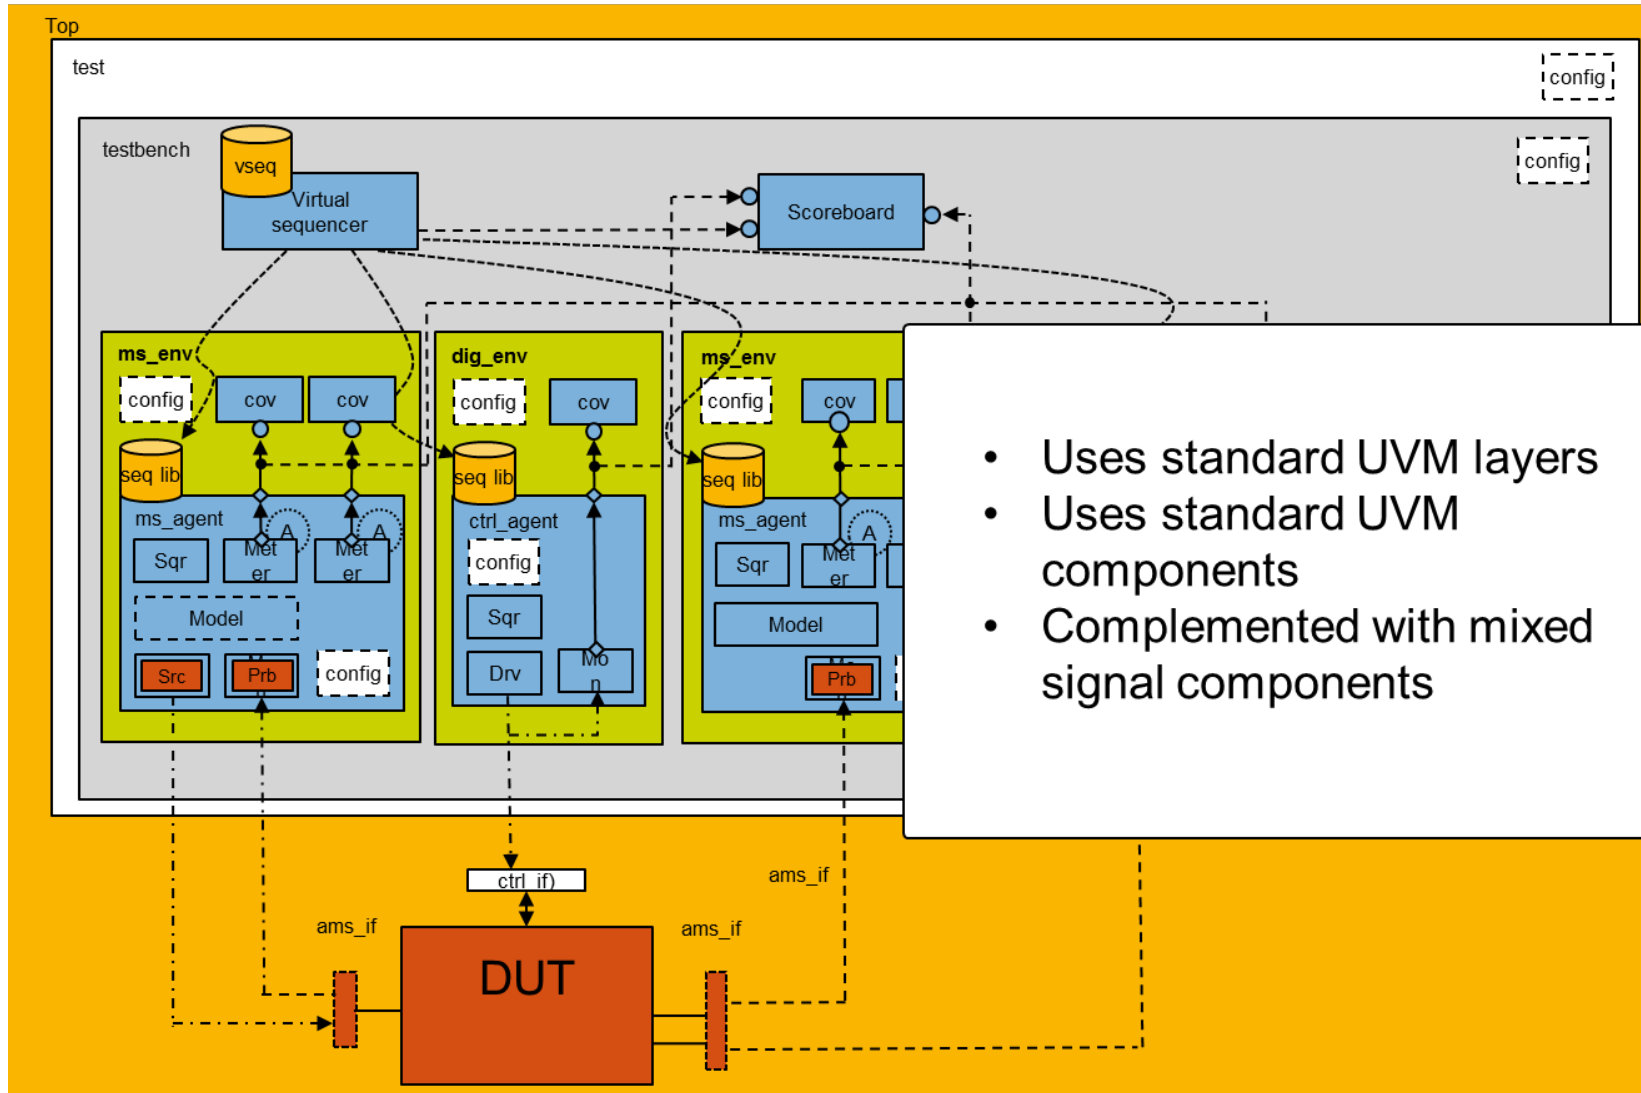 Top
test
config
testbench
config
vseq
Virtual
sequencer
Scoreboard
ms_env
config
cov
cov
seq lib
ms_agent
A
A
Sqr
Met
er
Met
er
Model
Src
Prb
config
dig_env
config
cov
seq lib
ctrl_agent
config
Sqr
Drv
Mo
n
ms_env
config
cov
seq lib
ms_agent
A
Sqr
Met
er
Model
Prb
• Uses standard UVM layers
• Uses standard UVM
components
• Complemented with mixed
signal components
ctrl_if)
ams_if
ams_if
ams_if
DUT